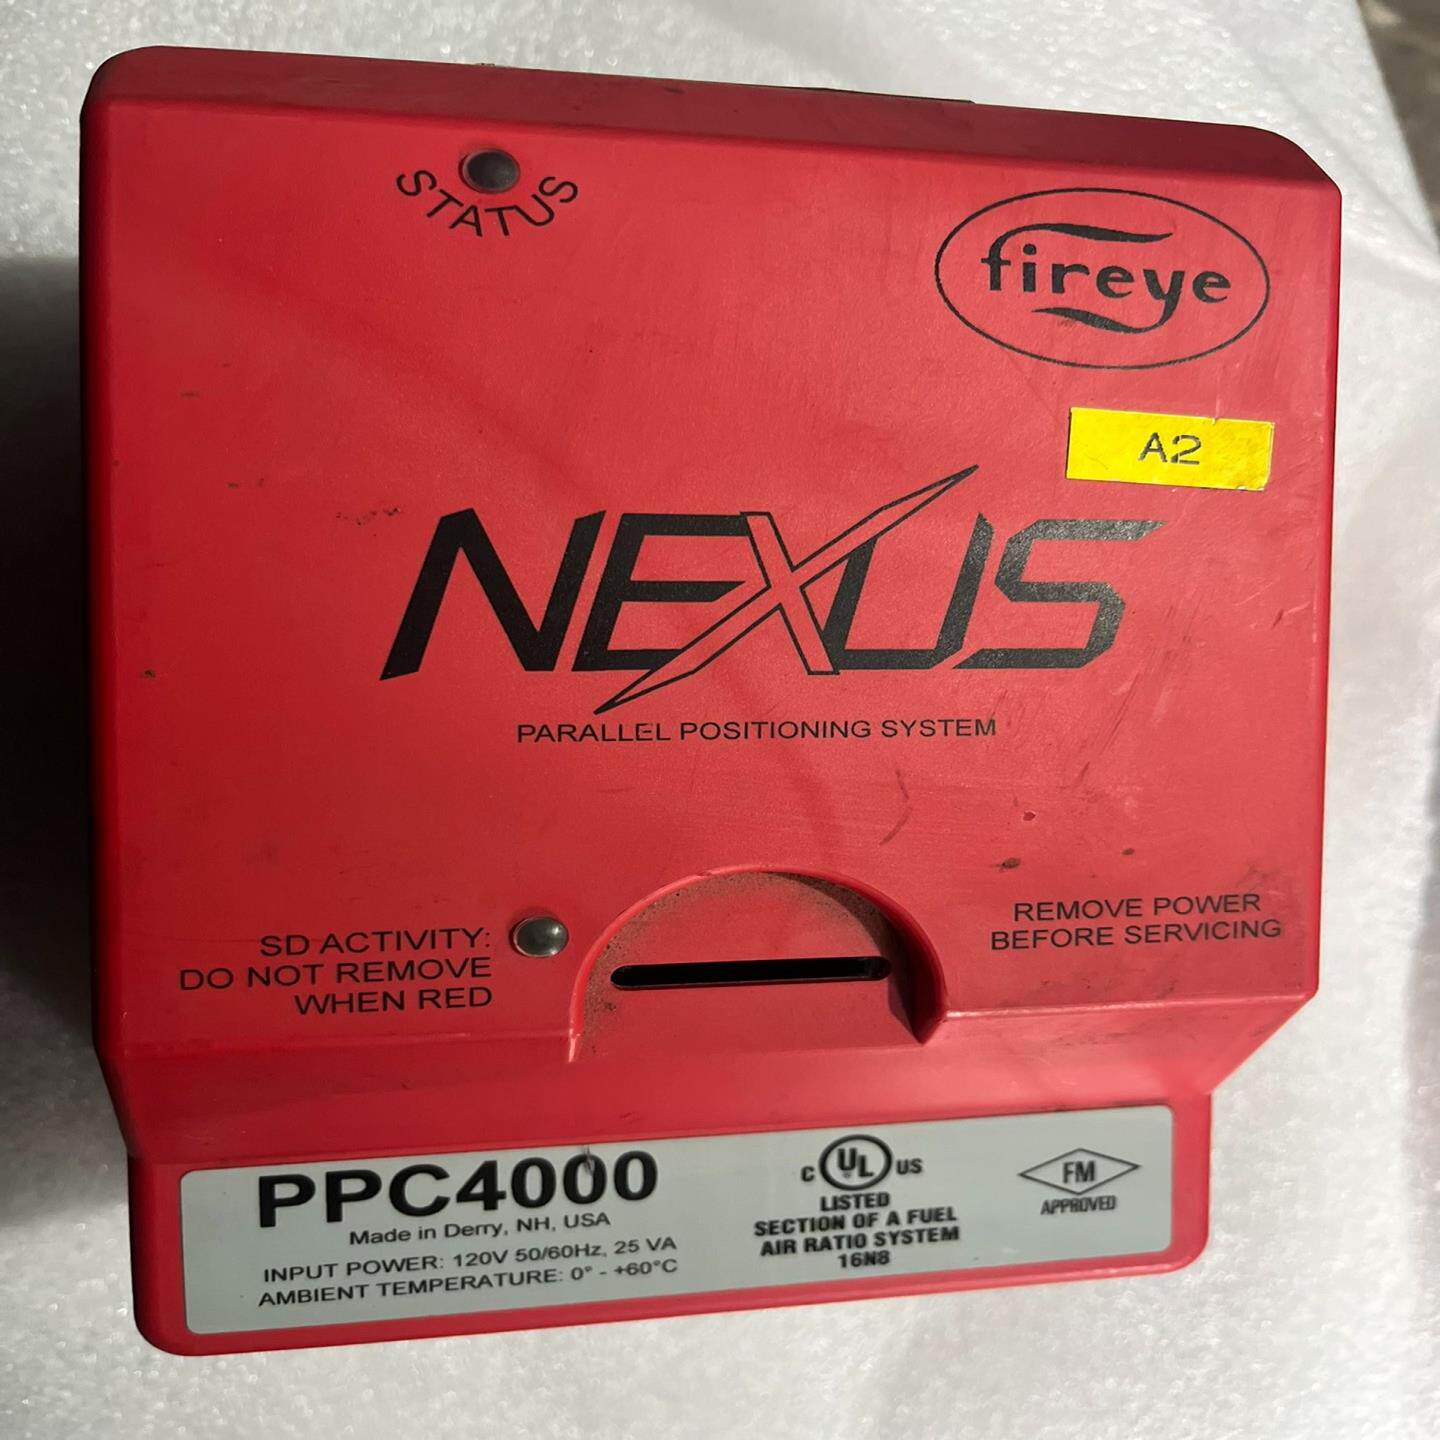 STATUS
fireye
A2
NEXUS
PARALLEL POSITIONING SYSTEM
SD ACTIVITY:
DO NOT REMOVE
WHEN RED
REMOVE POWER
BEFORE SERVICING
PPC4000
Made in Derry, NH, USA
INPUT POWER: 120V 50/60Hz, 25 VA
AMBIENT TEMPERATURE: 0° - +60°C
C UL US
LISTED
SECTION OF A FUEL
AIR RATIO SYSTEM
16N8
FM
APPROVED